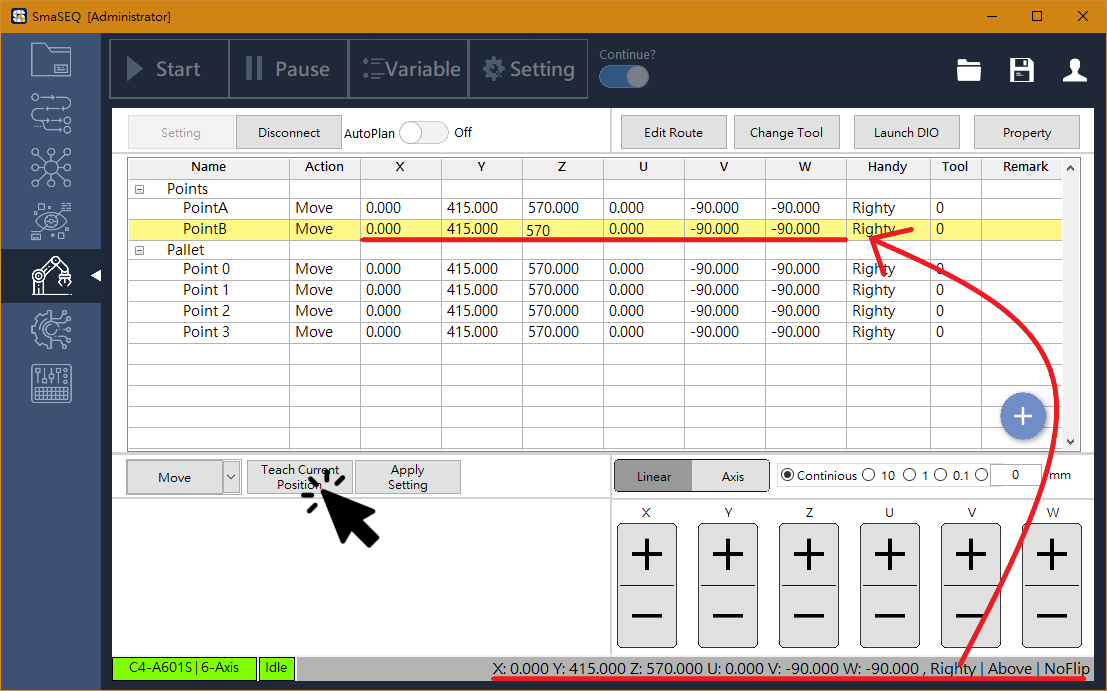 SmaSEQ [Administrator]
Start Pause Variable Setting Continue?
Setting Disconnect AutoPlan Off Edit Route Change Tool Launch DIO Property
Name Action X Y Z U V W Handy Tool Remark
Points
PointA Move 0.000 415.000 570.000 0.000 -90.000 -90.000 Righty 0
PointB Move 0.000 415.000 570 0.000 -90.000 -90.000 Righty 0
Pallet
Point 0 Move 0.000 415.000 570.000 0.000 -90.000 -90.000 Righty 0
Point 1 Move 0.000 415.000 570.000 0.000 -90.000 -90.000 Righty 0
Point 2 Move 0.000 415.000 570.000 0.000 -90.000 -90.000 Righty 0
Point 3 Move 0.000 415.000 570.000 0.000 -90.000 -90.000 Righty 0
Move
Teach Current
Position
Apply
Setting
Linear Axis Continious 10 1 0.1 0 mm
X Y Z U V W
C4-A601S | 6-Axis Idle X: 0.000 Y: 415.000 Z: 570.000 U: 0.000 V: -90.000 W: -90.000 , Righty | Above | NoFlip